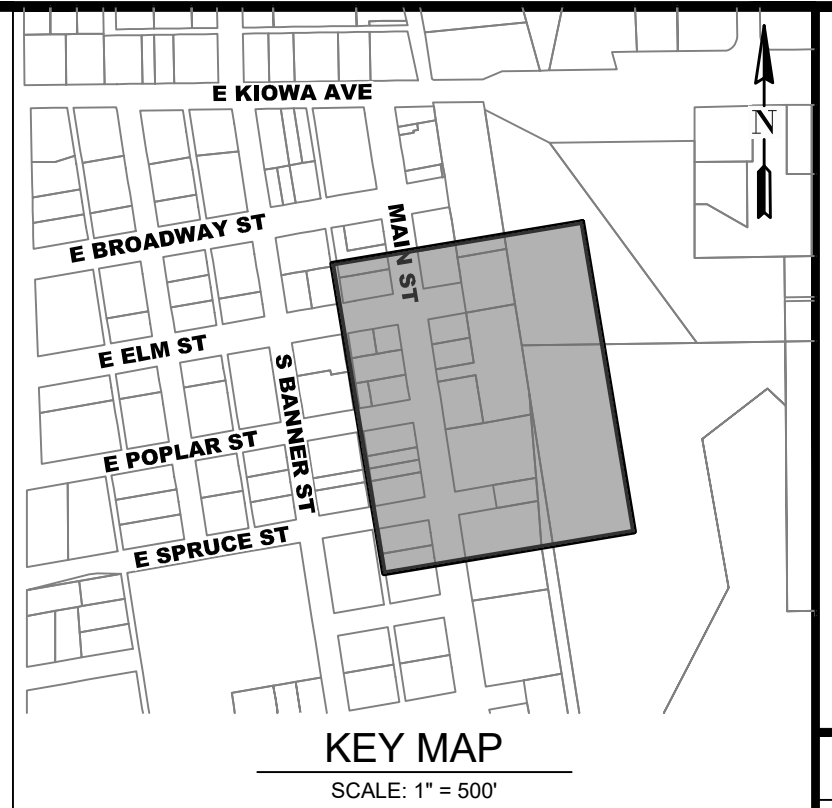 E KIOWA AVE
N
MAIN ST
E BROADWAY ST
E ELM ST
S BANNER ST
E POPLAR ST
E SPRUCE ST
KEY MAP
SCALE: 1" = 500'